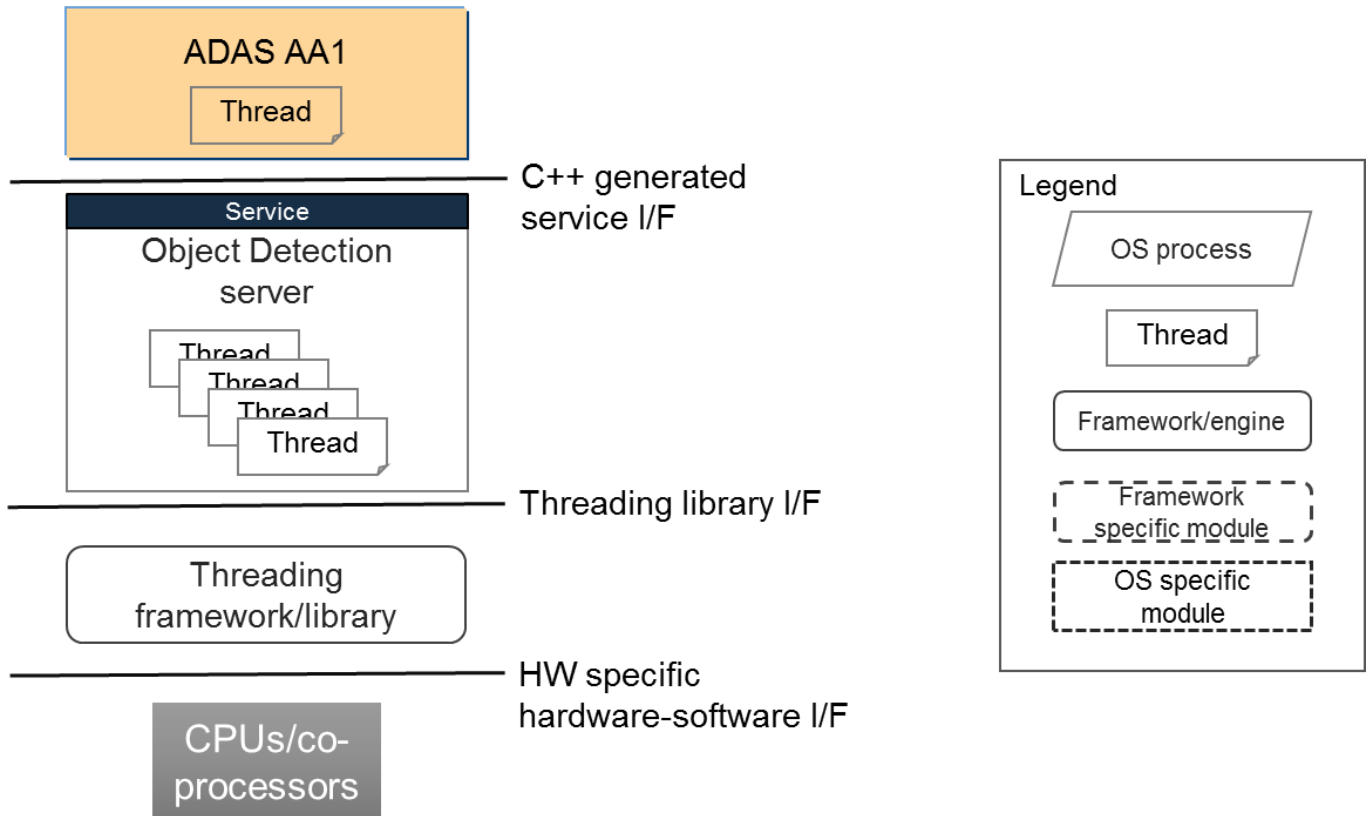 ADAS AA1
Thread
C++ generated
service I/F
Service
Object Detection
server
Thread
Thread
Thread
Thread
Threading library I/F
Threading
framework/library
HW specific
hardware-software I/F
CPUs/co-
processors
Legend
OS process
Thread
Framework/engine
Framework
specific module
OS specific
module